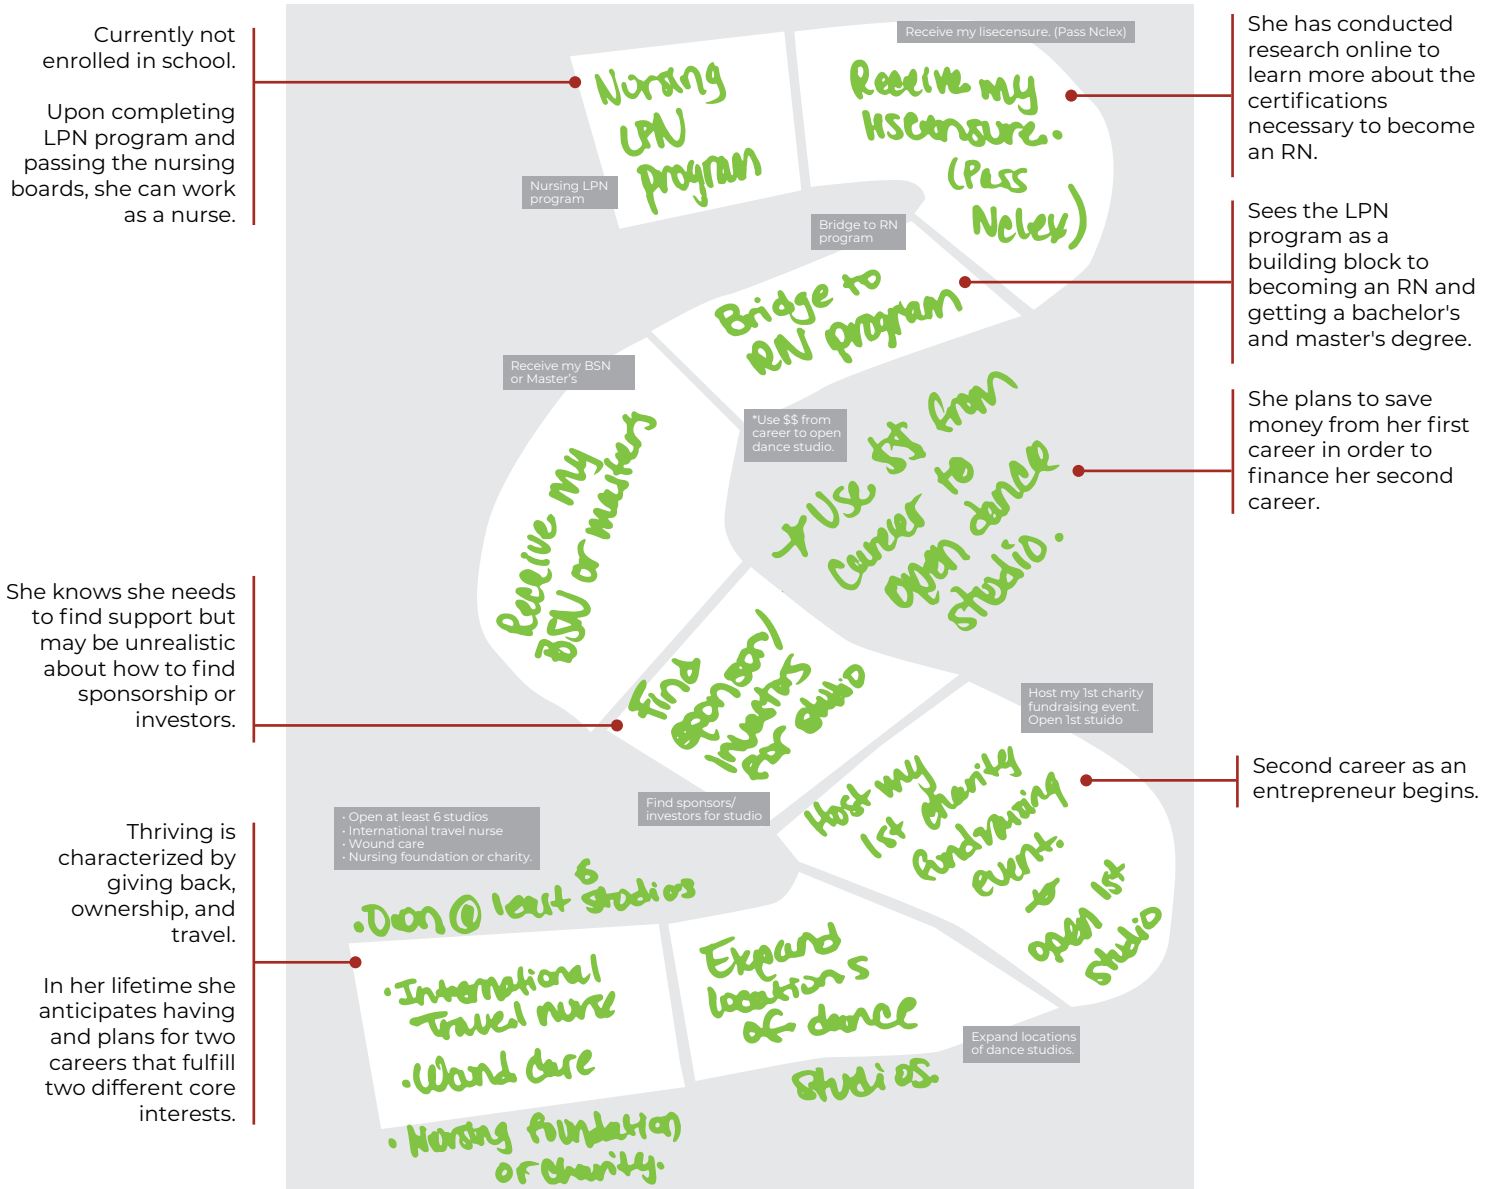 Currently not
enrolled in school.
Upon completing
LPN program and
passing the nursing
boards, she can work
as a nurse.
Nursing
LPN
program
Nursing LPN
program
Receive my lisecensure. (Pass Nclex)
Receive my
liscensure.
(Pass
Nclex)
She has conducted
research online to
learn more about the
certifications
necessary to become
an RN.
Bridge to RN
program
Bridge to
RN program
Sees the LPN
program as a
building block to
becoming an RN and
getting a bachelor's
and master's degree.
Receive my BSN
or Master's
Receive my
BSN or masters
*Use $$ from
career to open
dance studio.
* Use $$ from
career to
open dance
studio.
She plans to save
money from her first
career in order to
finance her second
career.
She knows she needs
to find support but
may be unrealistic
about how to find
sponsorship or
investors.
Find
sponsors/
investors
for studio
Find sponsors/
investors for studio
Host my 1st charity
fundraising event.
Open 1st stuido
Host my
1st charity
fundraising
event.
open 1st
studio
Second career as an
entrepreneur begins.
Expand
locations
of dance
studios.
Expand locations
of dance studios.
• Open at least 6 studios
• International travel nurse
• Wound care
• Nursing foundation or charity.
• Open @ least 6 studios
• International
Travel nurse
• Wound care
• Nursing foundation
or charity.
Thriving is
characterized by
giving back,
ownership, and
travel.
In her lifetime she
anticipates having
and plans for two
careers that fulfill
two different core
interests.